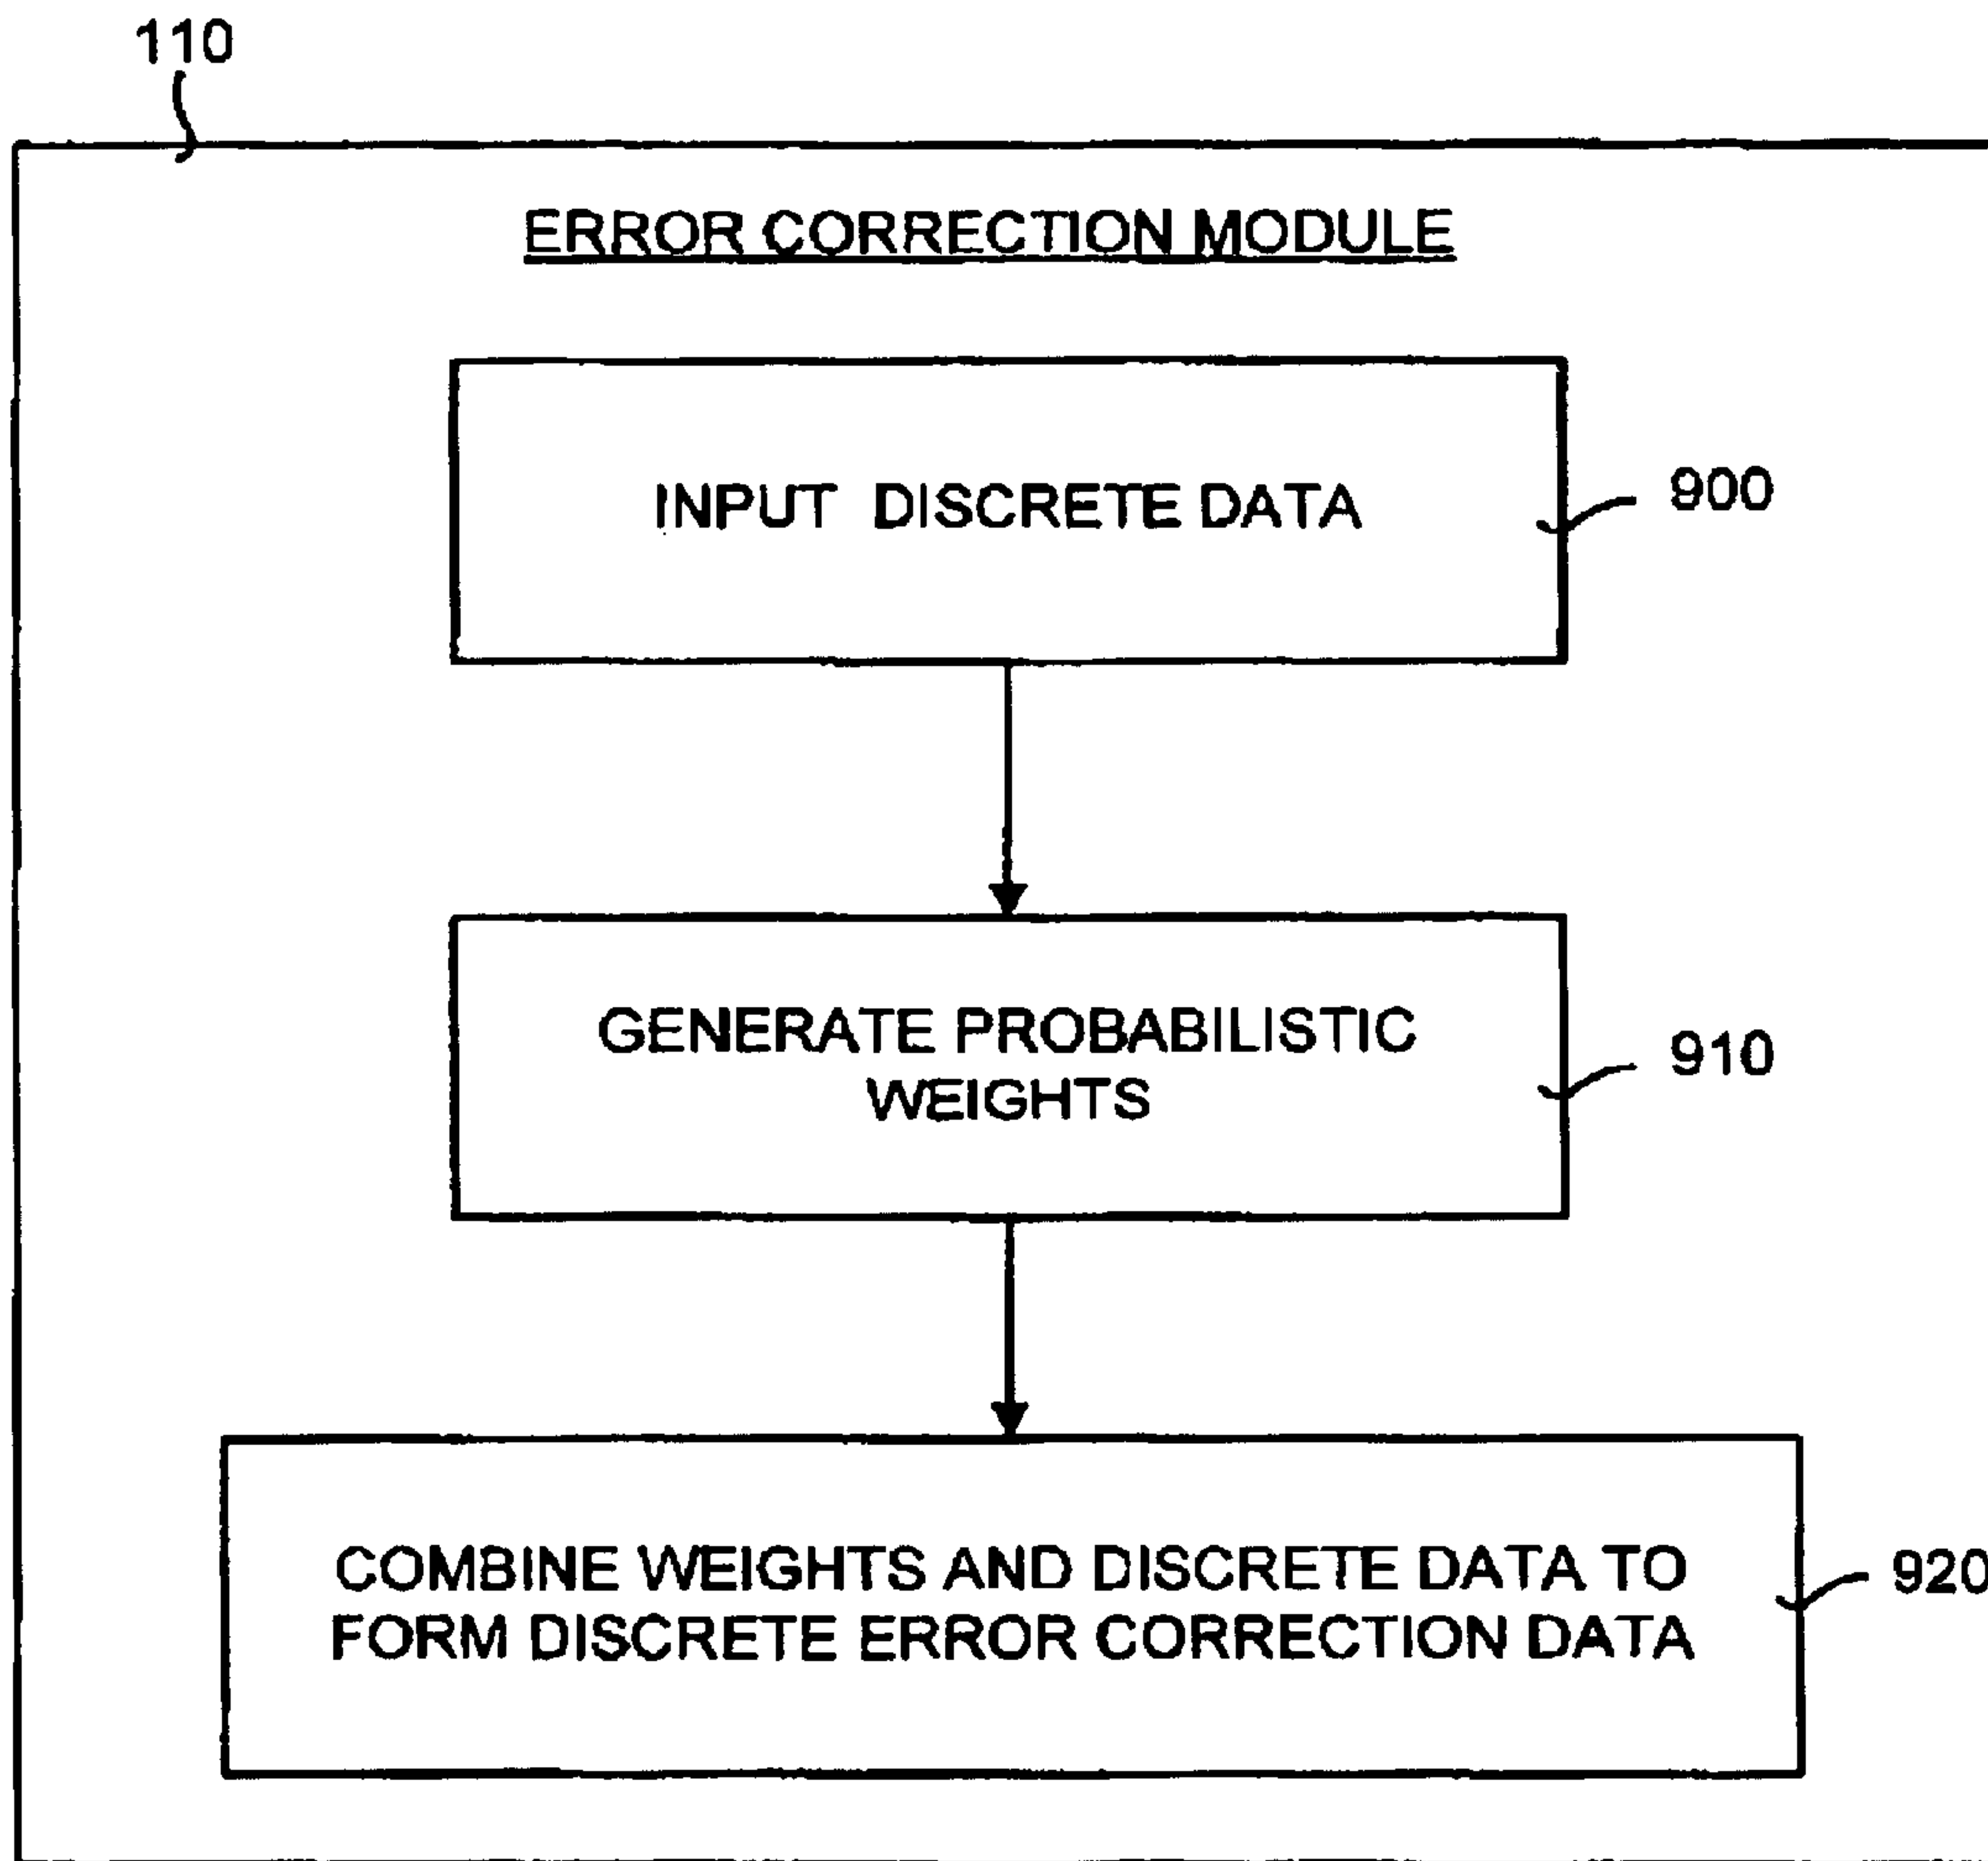 110
ERROR CORRECTION MODULE
INPUT DISCRETE DATA
900
GENERATE PROBABILISTIC
WEIGHTS
910
COMBINE WEIGHTS AND DISCRETE DATA TO
FORM DISCRETE ERROR CORRECTION DATA
920